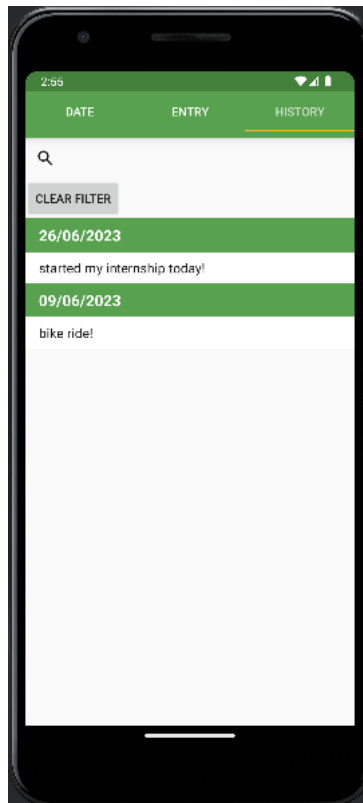 2:55
DATE ENTRY HISTORY
CLEAR FILTER
26/06/2023
started my internship today!
09/06/2023
bike ride!